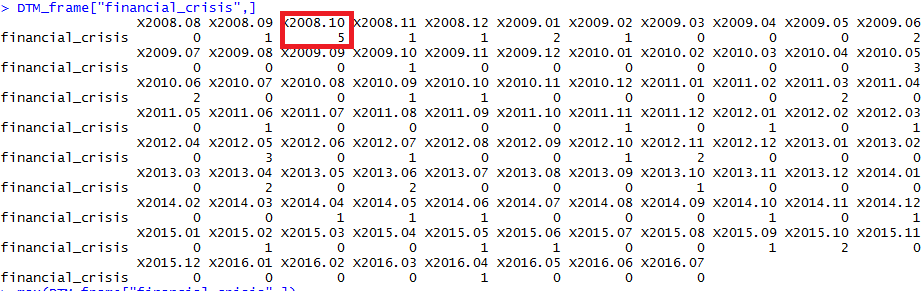 > DTM_frame["financial_crisis",]
X2008.08 X2008.09 X2008.10 X2008.11 X2008.12 X2009.01 X2009.02 X2009.03 X2009.04 X2009.05 X2009.06
financial_crisis 0 1 5 1 1 2 1 0 0 0 2
X2009.07 X2009.08 X2009.09 X2009.10 X2009.11 X2009.12 X2010.01 X2010.02 X2010.03 X2010.04 X2010.05
financial_crisis 0 0 0 1 0 0 0 0 0 0 3
X2010.06 X2010.07 X2010.08 X2010.09 X2010.10 X2010.11 X2010.12 X2011.01 X2011.02 X2011.03 X2011.04
financial_crisis 2 0 0 1 1 0 0 0 0 2 0
X2011.05 X2011.06 X2011.07 X2011.08 X2011.09 X2011.10 X2011.11 X2011.12 X2012.01 X2012.02 X2012.03
financial_crisis 0 1 0 0 0 0 1 0 1 0 1
X2012.04 X2012.05 X2012.06 X2012.07 X2012.08 X2012.09 X2012.10 X2012.11 X2012.12 X2013.01 X2013.02
financial_crisis 0 3 0 1 0 0 1 2 0 0 0
X2013.03 X2013.04 X2013.05 X2013.06 X2013.07 X2013.08 X2013.09 X2013.10 X2013.11 X2013.12 X2014.01
financial_crisis 0 2 0 2 0 0 0 1 0 0 0
X2014.02 X2014.03 X2014.04 X2014.05 X2014.06 X2014.07 X2014.08 X2014.09 X2014.10 X2014.11 X2014.12
financial_crisis 0 0 1 1 1 0 0 0 1 0 1
X2015.01 X2015.02 X2015.03 X2015.04 X2015.05 X2015.06 X2015.07 X2015.08 X2015.09 X2015.10 X2015.11
financial_crisis 0 1 0 0 1 1 0 0 1 2 0
X2015.12 X2016.01 X2016.02 X2016.03 X2016.04 X2016.05 X2016.06 X2016.07
financial_crisis 0 0 0 0 1 0 0 0